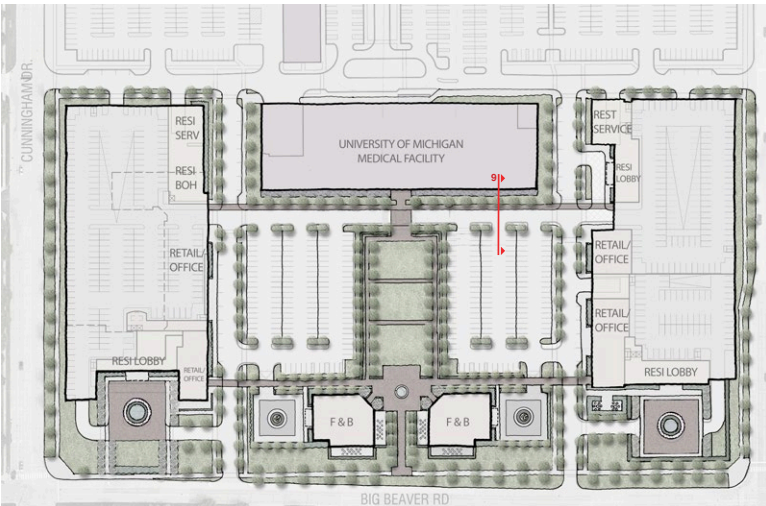 CUNNINGHAM DR.
RESI
SERV
RESI
BOH
RETAIL/
OFFICE
RESI LOBBY
RETAIL/
OFFICE
UNIVERSITY OF MICHIGAN
MEDICAL FACILITY
9
REST
SERVICE
RESI
LOBBY
RETAIL/
OFFICE
RETAIL/
OFFICE
RESI LOBBY
F & B
F & B
BIG BEAVER RD